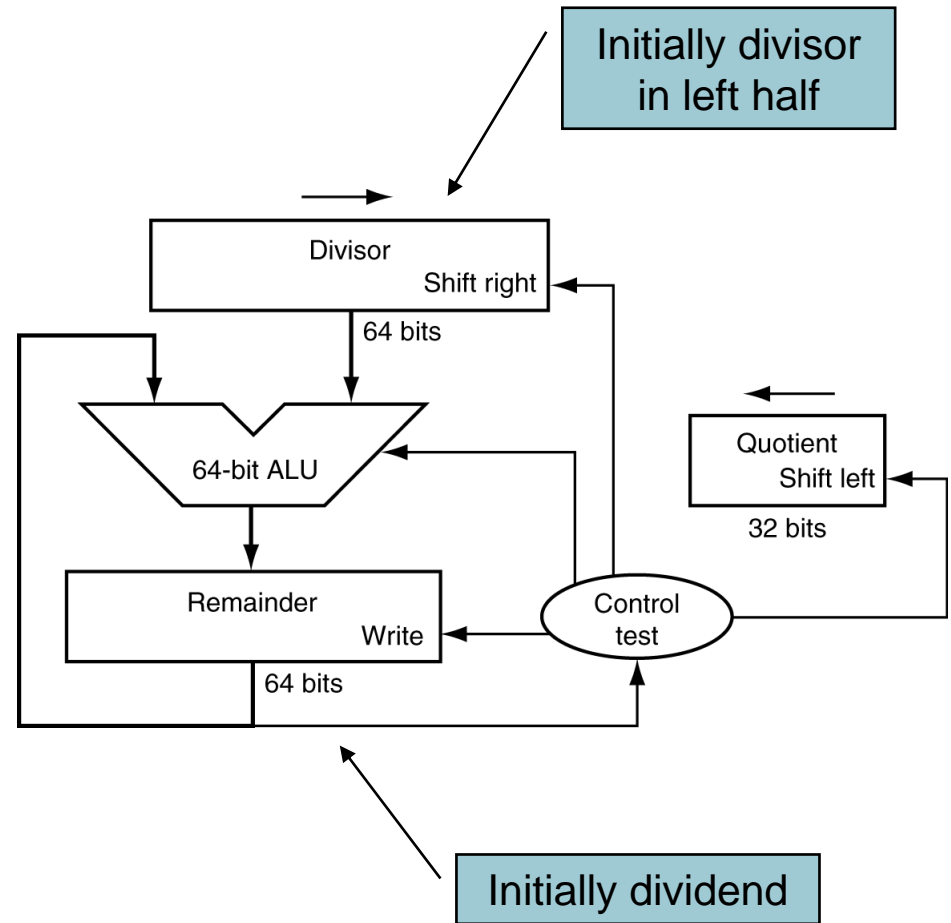 Initially divisor
in left half
Divisor
Shift right
64 bits
64-bit ALU
Quotient
Shift left
32 bits
Remainder
Write
Control
test
64 bits
Initially dividend